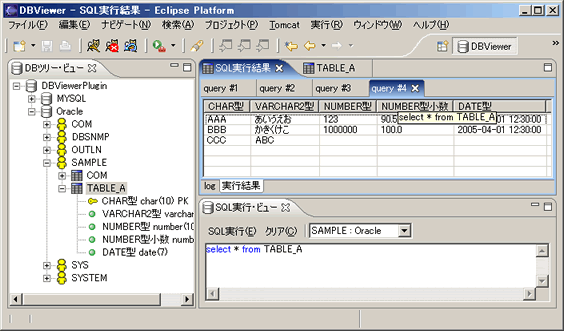 DBViewer - SQL実行結果 - Eclipse Platform
ファイル(F) 編集(E) ナビゲート(N) 検索(A) プロジェクト(P) Tomcat 実行(R) ウィンドウ(W) ヘルプ(H)
DBViewer
DBツリー・ビュー
DBViewerPlugin
MYSQL
Oracle
COM
DBSNMP
OUTLN
SAMPLE
COM
TABLE_A
CHAR型 char(10) PK
VARCHAR2型 varchar
NUMBER型 number(10
NUMBER型小数 numb
DATE型 date(7)
SYS
SYSTEM
SQL実行結果 TABLE_A
query #1 query #2 query #3 query #4
CHAR型 VARCHAR2型 NUMBER型 NUMBER型小数 DATE型
AAA あいうえお 123 90.5 01 12:30:00
select * from TABLE_A
BBB かきくけこ 1000000 100.0 2005-04-01 12:30:00
CCC ABC
log 実行結果
SQL実行・ビュー
SQL実行(E) クリア(C) SAMPLE : Oracle
select * from TABLE_A